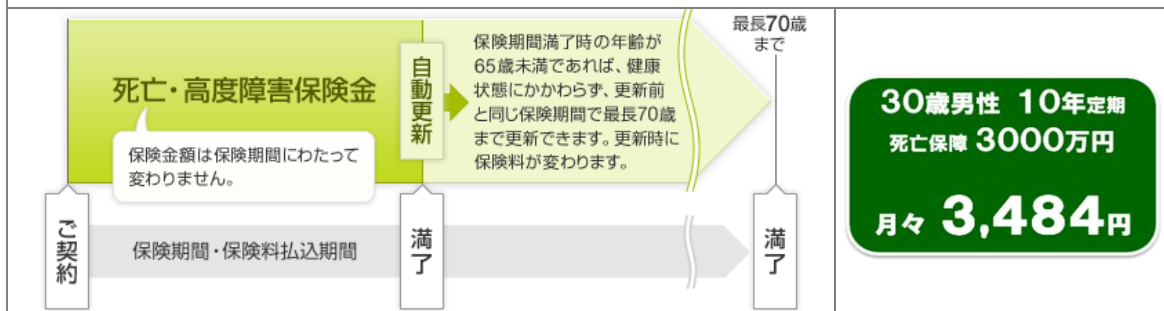 死亡・高度障害保険金
保険金額は保険期間にわたって
変わりません。
自動更新
保険期間満了時の年齢が
65歳未満であれば、健康
状態にかかわらず、更新前
と同じ保険期間で最長70歳
まで更新できます。更新時に
保険料が変わります。
最長70歳
まで
ご契約
保険期間・保険料払込期間
満了
満了
30歳男性 10年定期
死亡保障 3000万円
月々 3,484円